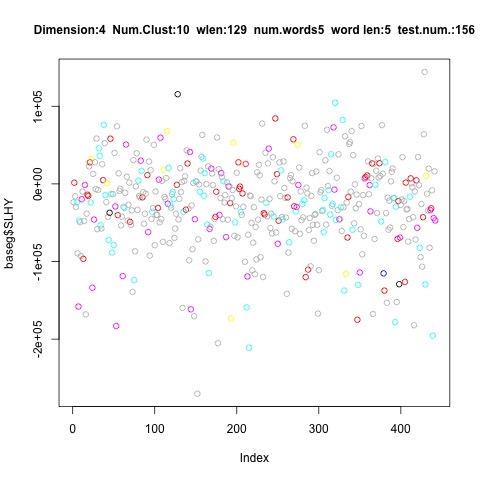 Dimension:4  Num.Clust:10  wlen:129  num.words5  word len:5  test.num.:156
baseg$SLHY
1e+05
0e+00
-1e+05
-2e+05
0 100 200 300 400
Index